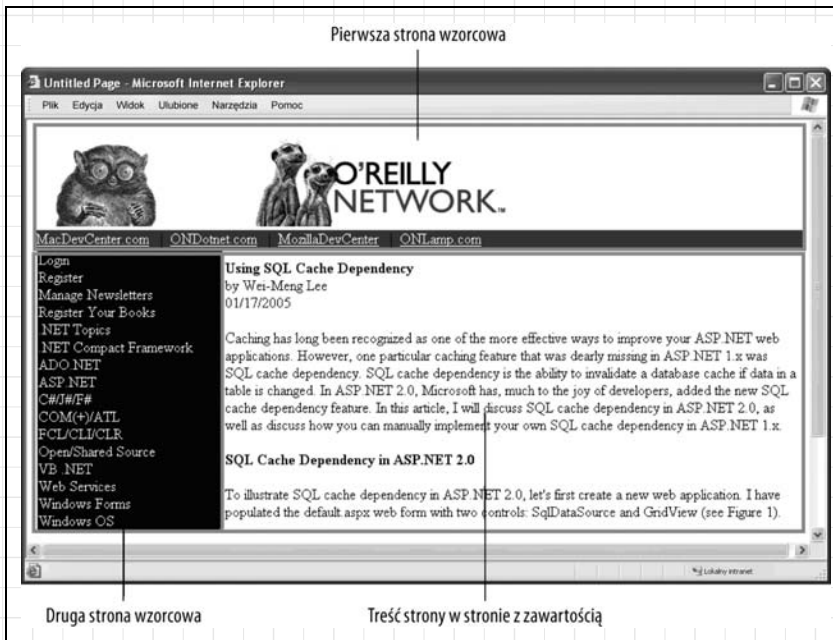 Pierwsza strona wzorcowa
Untitled Page - Microsoft Internet Explorer
Plik Edycja Widok Ulubione Narzędzia Pomoc
O'REILLY
NETWORK™
MacDevCenter.com ONDotnet.com MozillaDevCenter ONLamp.com
Login
Register
Manage Newsletters
Register Your Books
.NET Topics
.NET Compact Framework
ADO.NET
ASP.NET
C#/J#/F#
COM(+)/ATL
FCL/CLI/CLR
Open/Shared Source
VB .NET
Web Services
Windows Forms
Windows OS
Using SQL Cache Dependency
by Wei-Meng Lee
01/17/2005
Caching has long been recognized as one of the more effective ways to improve your ASP.NET web
applications. However, one particular caching feature that was dearly missing in ASP.NET 1.x was
SQL cache dependency. SQL cache dependency is the ability to invalidate a database cache if data in a
table is changed. In ASP.NET 2.0, Microsoft has, much to the joy of developers, added the new SQL
cache dependency feature. In this article, I will discuss SQL cache dependency in ASP.NET 2.0, as
well as discuss how you can manually implement your own SQL cache dependency in ASP.NET 1.x.
SQL Cache Dependency in ASP.NET 2.0
To illustrate SQL cache dependency in ASP.NET 2.0, let's first create a new web application. I have
populated the default.aspx web form with two controls: SqlDataSource and GridView (see Figure 1).
Lokalny intranet
Druga strona wzorcowa
Treść strony w stronie z zawartością